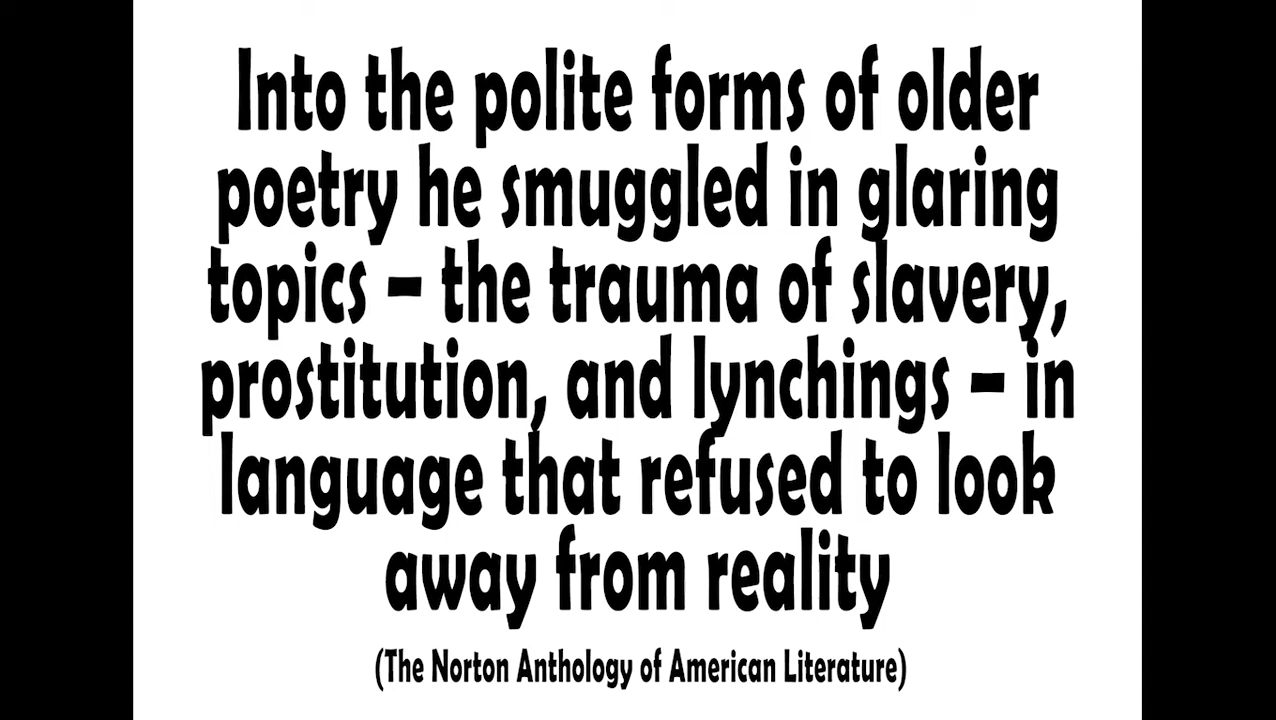 Into the polite forms of older
poetry he smuggled in glaring
topics – the trauma of slavery,
prostitution, and lynchings – in
language that refused to look
away from reality
(The Norton Anthology of American Literature)